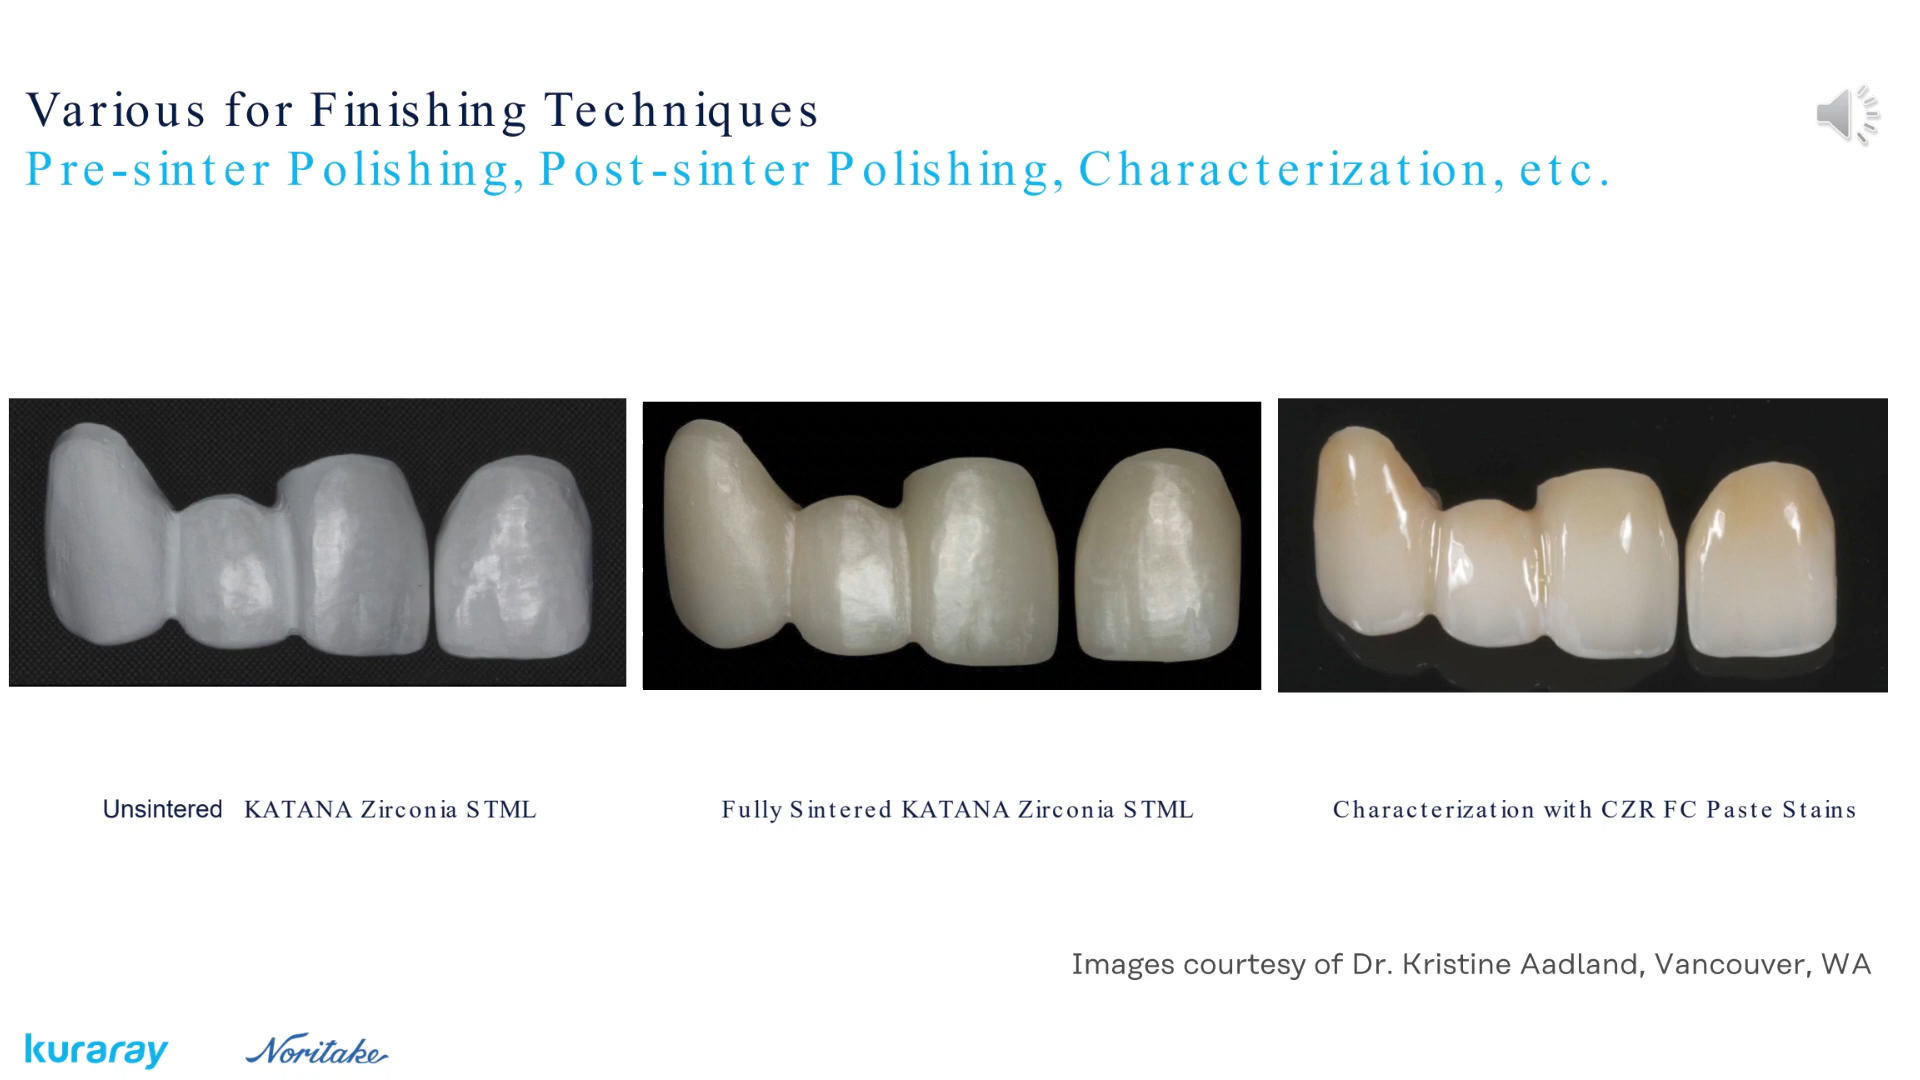 Various for Finishing Techniques
Pre-sinter Polishing, Post-sinter Polishing, Characterization, etc.
Unsintered KATANA Zirconia STML
Fully Sintered KATANA Zirconia STML
Characterization with CZR FC Paste Stains
Images courtesy of Dr. Kristine Aadland, Vancouver, WA
kuraray
Noritake